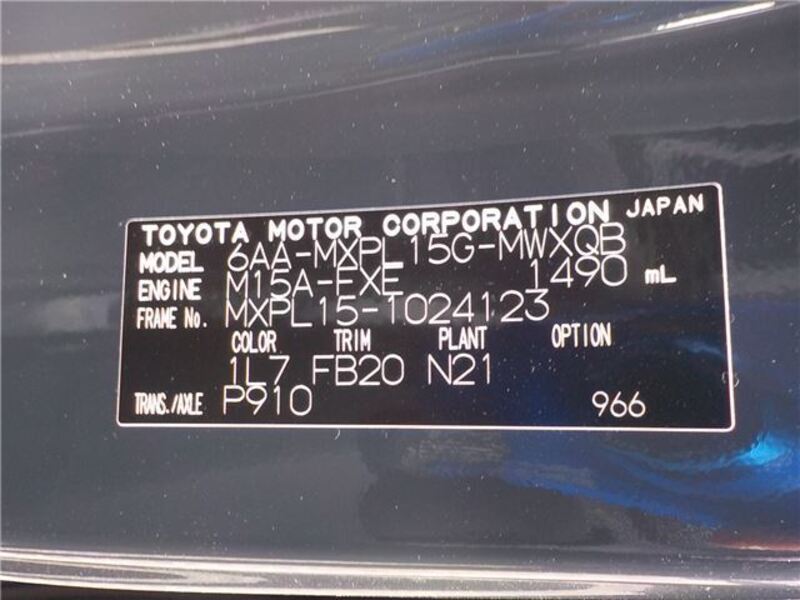 TOYOTA MOTOR CORPORATION JAPAN
MODEL 6AA-MXPL15G-MWXQB
ENGINE M15A-FXE 1490 mL
FRAME No. MXPL15-1024123
COLOR TRIM PLANT OPTION
1L7 FB20 N21
TRANS./AXLE P910 966